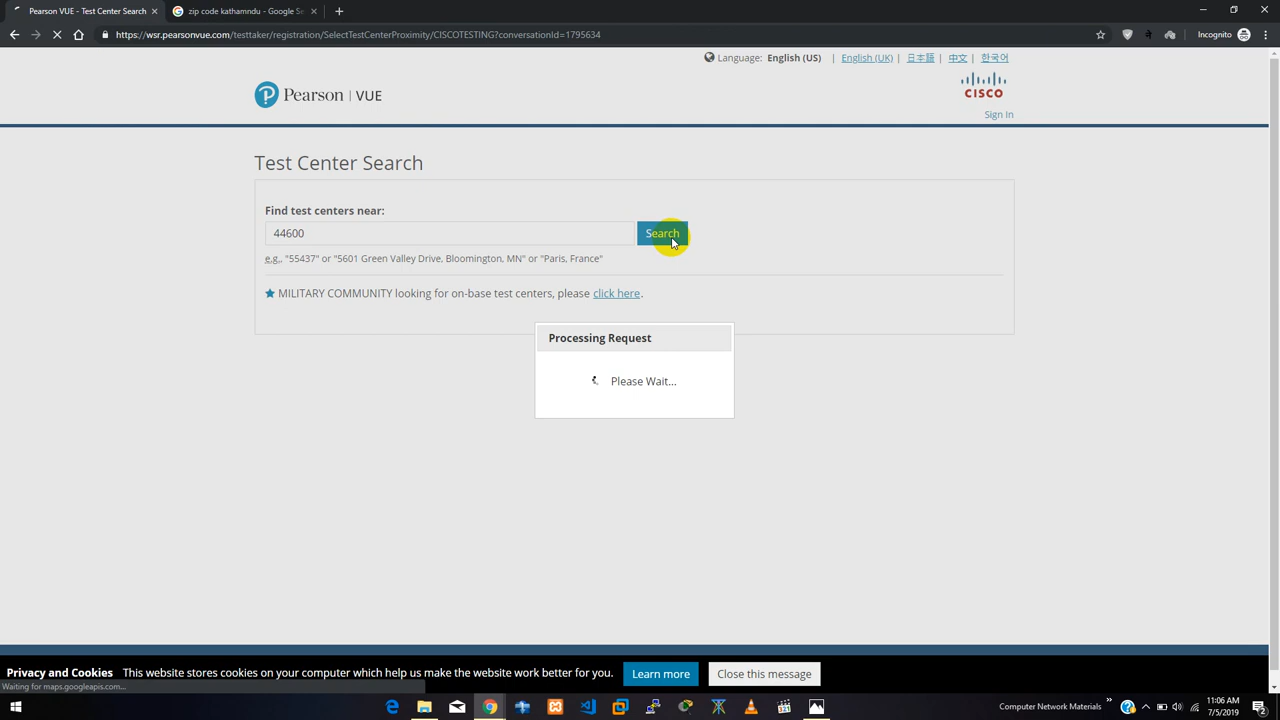 Pearson VUE - Test Center Search
zip code kathamndu - Google Se
https://wsr.pearsonvue.com/testtaker/registration/SelectTestCenterProximity/CISCOTESTING?conversationId=1795634
Incognito
Language: English (US) | English (UK) | 日本語 | 中文 | 한국어
Pearson | VUE
CISCO
Sign In
Test Center Search
Find test centers near:
44600
Search
e.g., "55437" or "5601 Green Valley Drive, Bloomington, MN" or "Paris, France"
MILITARY COMMUNITY looking for on-base test centers, please click here.
Processing Request
Please Wait...
Privacy and Cookies This website stores cookies on your computer which help us make the website work better for you.
Learn more
Close this message
Waiting for maps.googleapis.com...
Computer Network Materials
11:06 AM
7/5/2019
2